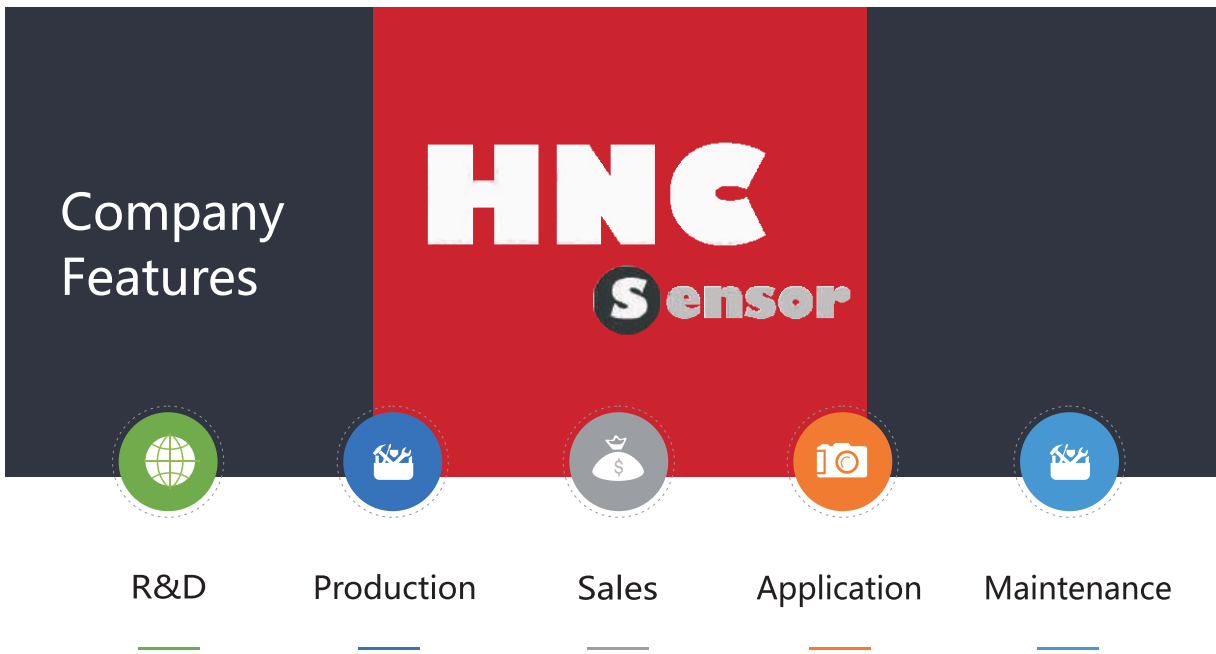 Company
Features
HNC
Sensor
$
R&D
Production
Sales
Application
Maintenance